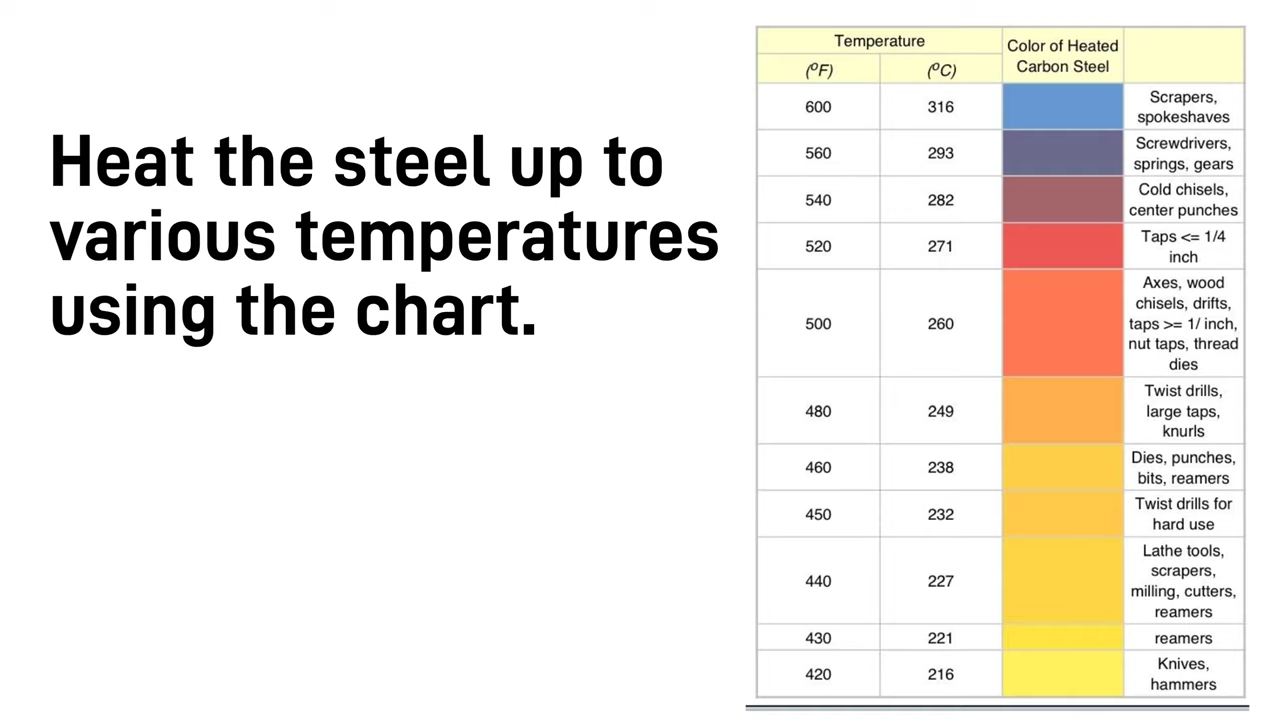 Heat the steel up to
various temperatures
using the chart.
Temperature
Color of Heated
Carbon Steel
(°F) (°C)
600 316 Scrapers,
spokeshaves
560 293 Screwdrivers,
springs, gears
540 282 Cold chisels,
center punches
520 271 Taps <= 1/4
inch
500 260 Axes, wood
chisels, drifts,
taps >= 1/ inch,
nut taps, thread
dies
480 249 Twist drills,
large taps,
knurls
460 238 Dies, punches,
bits, reamers
450 232 Twist drills for
hard use
440 227 Lathe tools,
scrapers,
milling, cutters,
reamers
430 221 reamers
420 216 Knives,
hammers